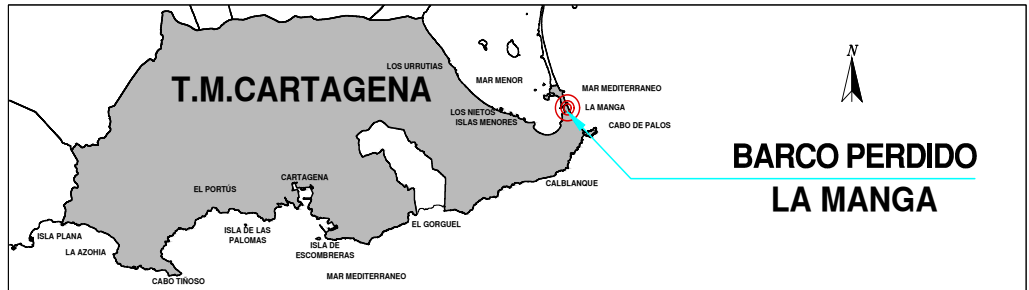 N
LOS URRUTIAS
MAR MENOR
T.M.CARTAGENA
MAR MEDITERRANEO
LA MANGA
LOS NIETOS
ISLAS MENORES
CABO DE PALOS
BARCO PERDIDO
LA MANGA
CARTAGENA
CALBLANQUE
EL PORTÚS
EL GORGUEL
ISLA DE LAS
PALOMAS
ISLA PLANA
ISLA DE
ESCOMBRERAS
LA AZOHIA
MAR MEDITERRANEO
CABO TIÑOSO